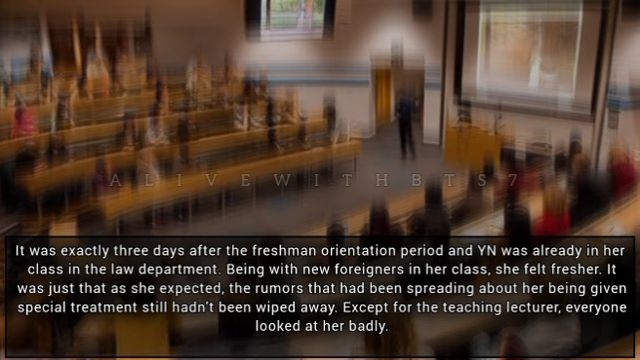 ALIVEWITHBTS7
It was exactly three days after the freshman orientation period and YN was already in her
class in the law department. Being with new foreigners in her class, she felt fresher. It
was just that as she expected, the rumors that had been spreading about her being given
special treatment still hadn't been wiped away. Except for the teaching lecturer, everyone
looked at her badly.